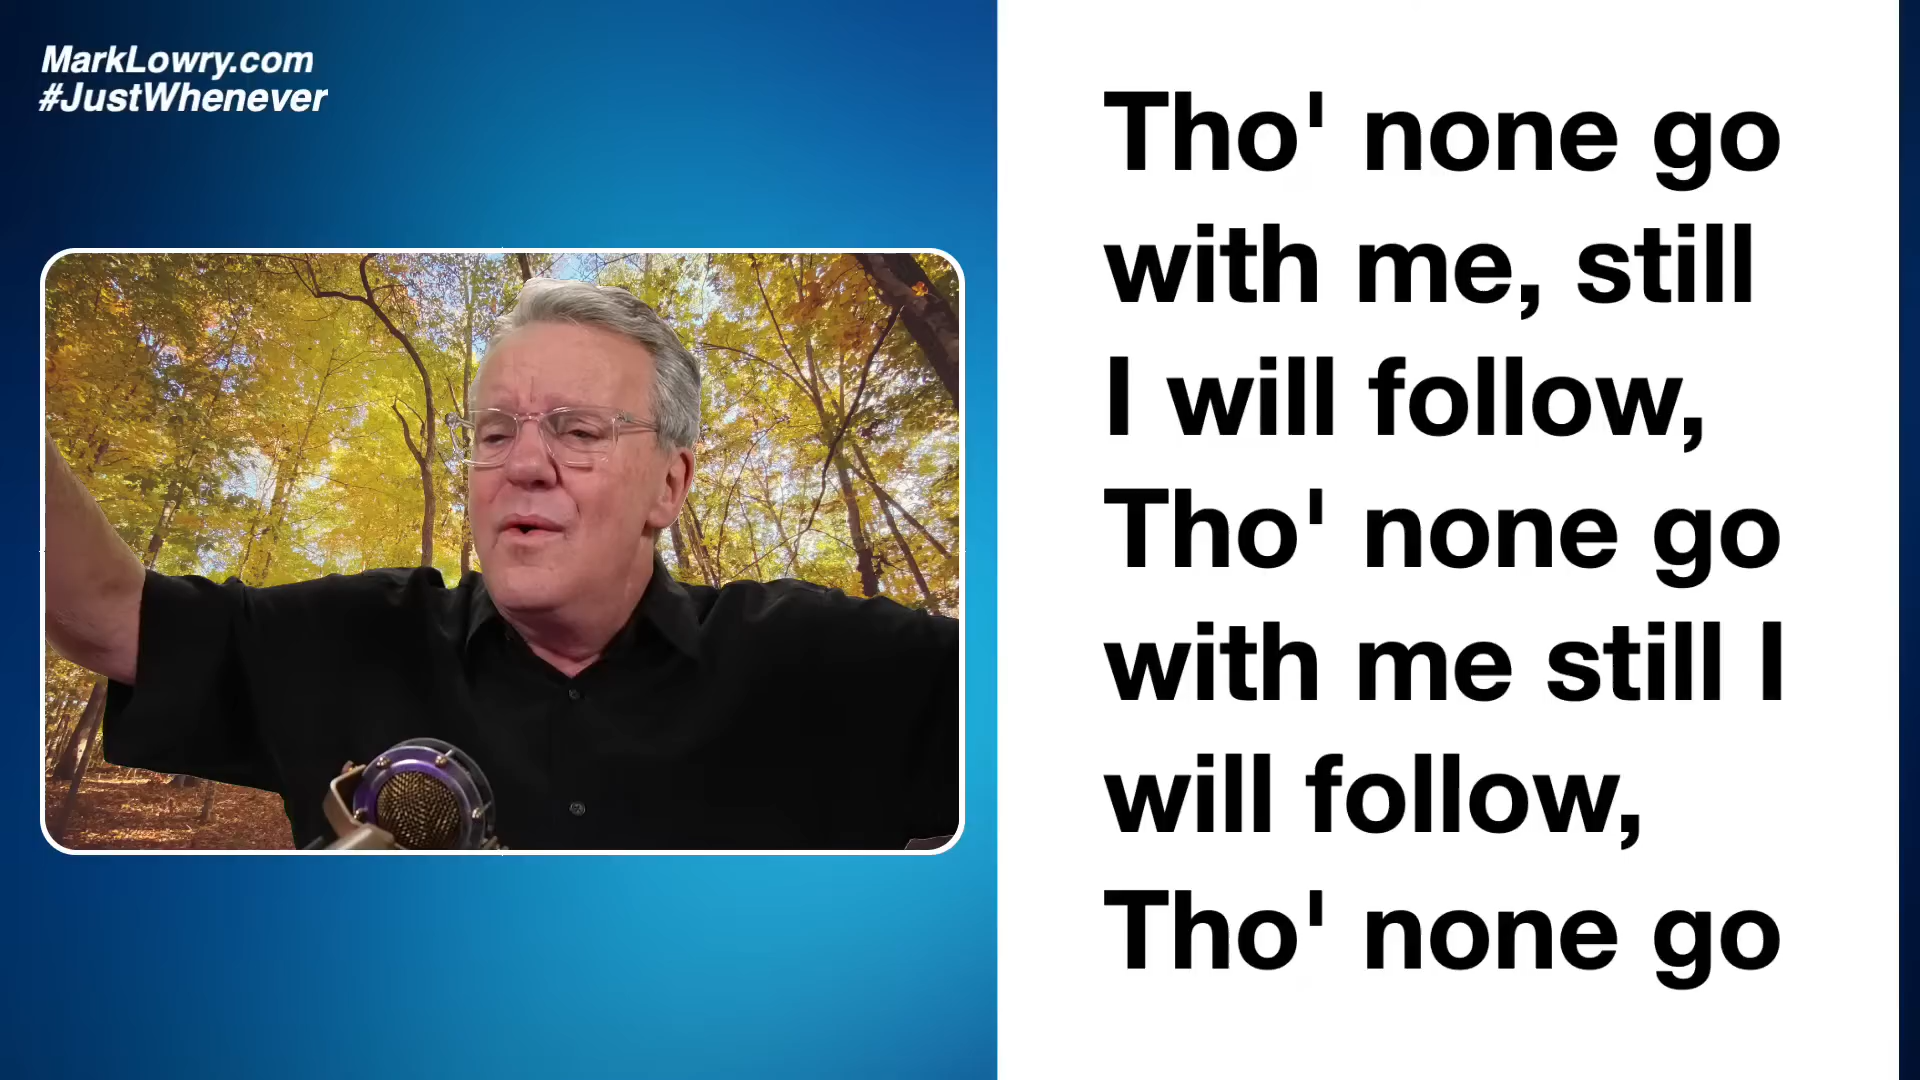 MarkLowry.com
#JustWhenever
Tho' none go
with me, still
I will follow,
Tho' none go
with me still I
will follow,
Tho' none go